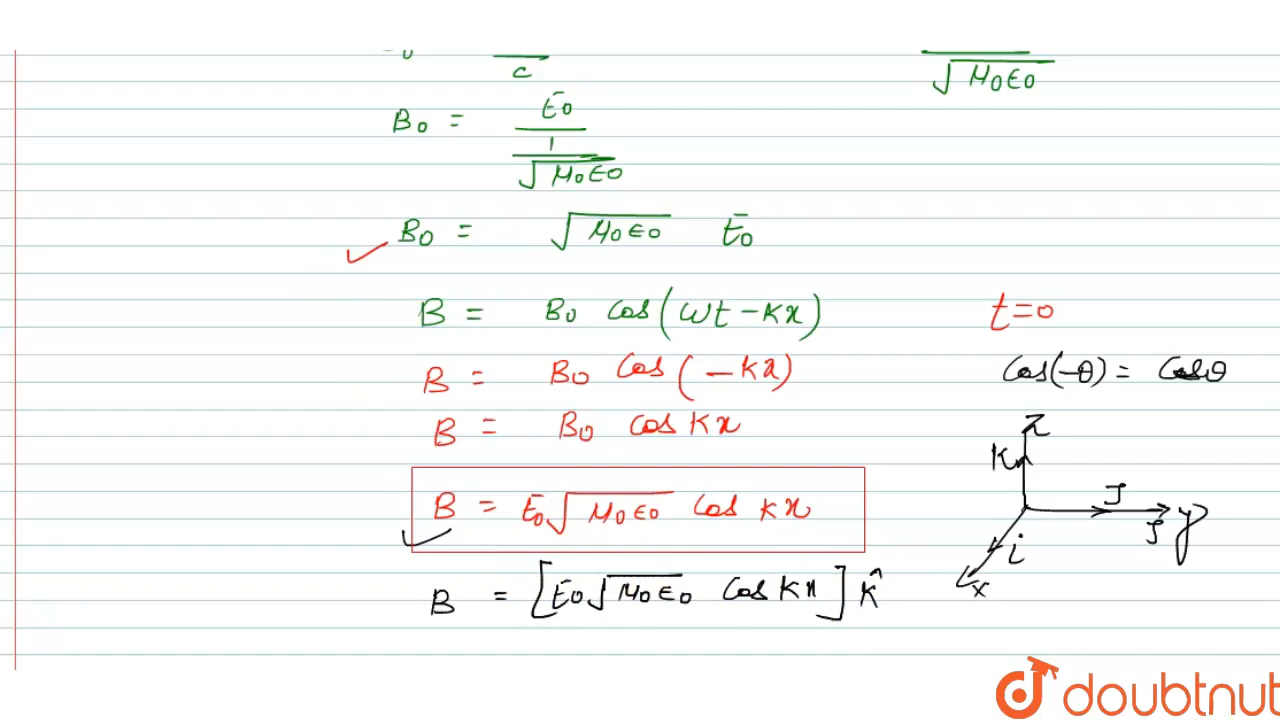 c
√μ0ε0
B0 = E0 / (1 / √μ0ε0)
B0 = √μ0ε0 E0
B = B0 cos(ωt - Kx)
t = 0
B = B0 cos(-Kx)
cos(-θ) = cosθ
B = B0 cos Kx
z
K
B = E0√μ0ε0 cos Kx
J
y
J
i
x
B = [E0√μ0ε0 cos Kx] K̂
doubtnut